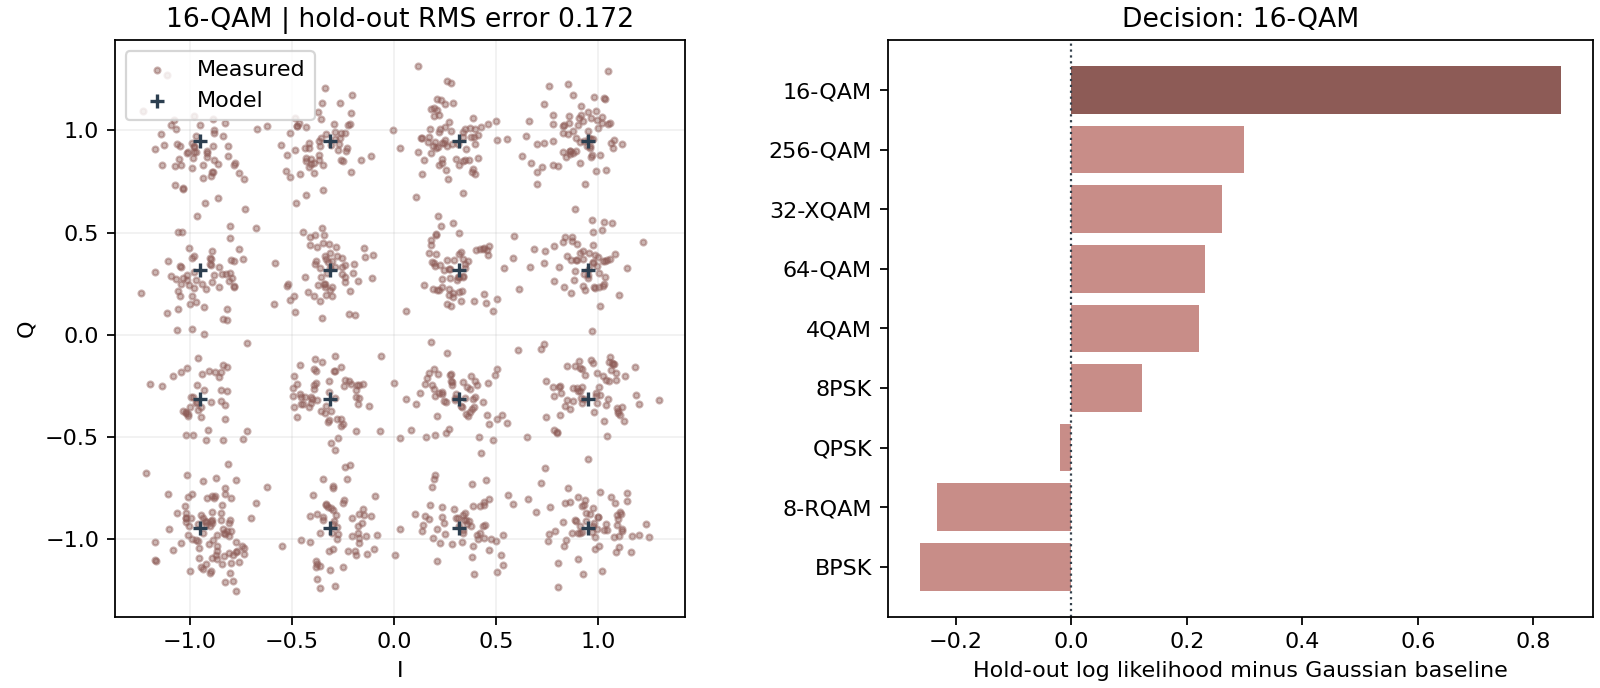 16-QAM | hold-out RMS error 0.172
Measured
Model
1.0
0.5
0.0
−0.5
−1.0
Q
−1.0
−0.5
0.0
0.5
1.0
I
Decision: 16-QAM
16-QAM
256-QAM
32-XQAM
64-QAM
4QAM
8PSK
QPSK
8-RQAM
BPSK
−0.2
0.0
0.2
0.4
0.6
0.8
Hold-out log likelihood minus Gaussian baseline